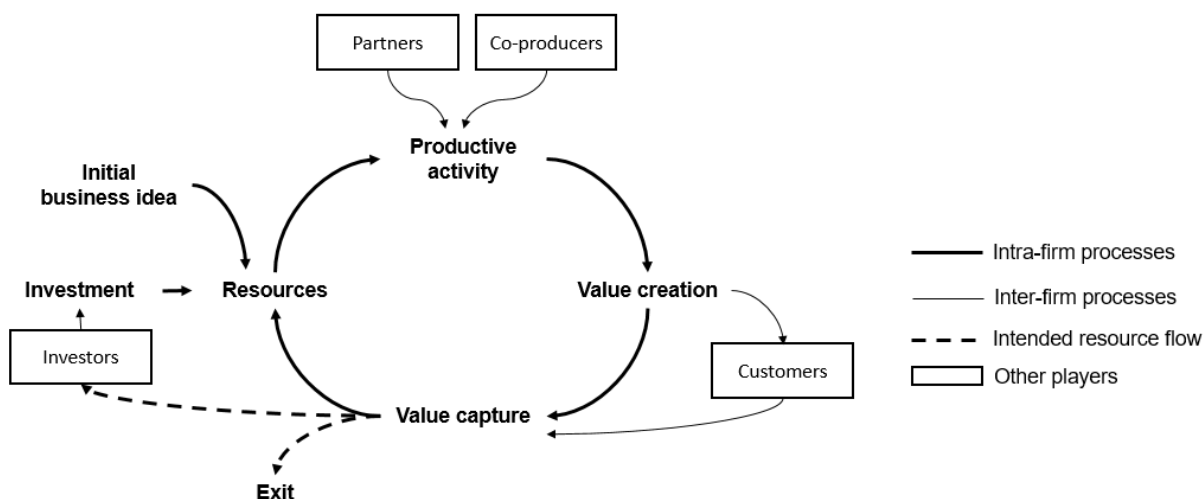 Partners
Co-producers
Productive
activity
Initial
business idea
Investment
Resources
Value creation
Investors
Customers
Value capture
Exit
Intra-firm processes
Inter-firm processes
Intended resource flow
Other players